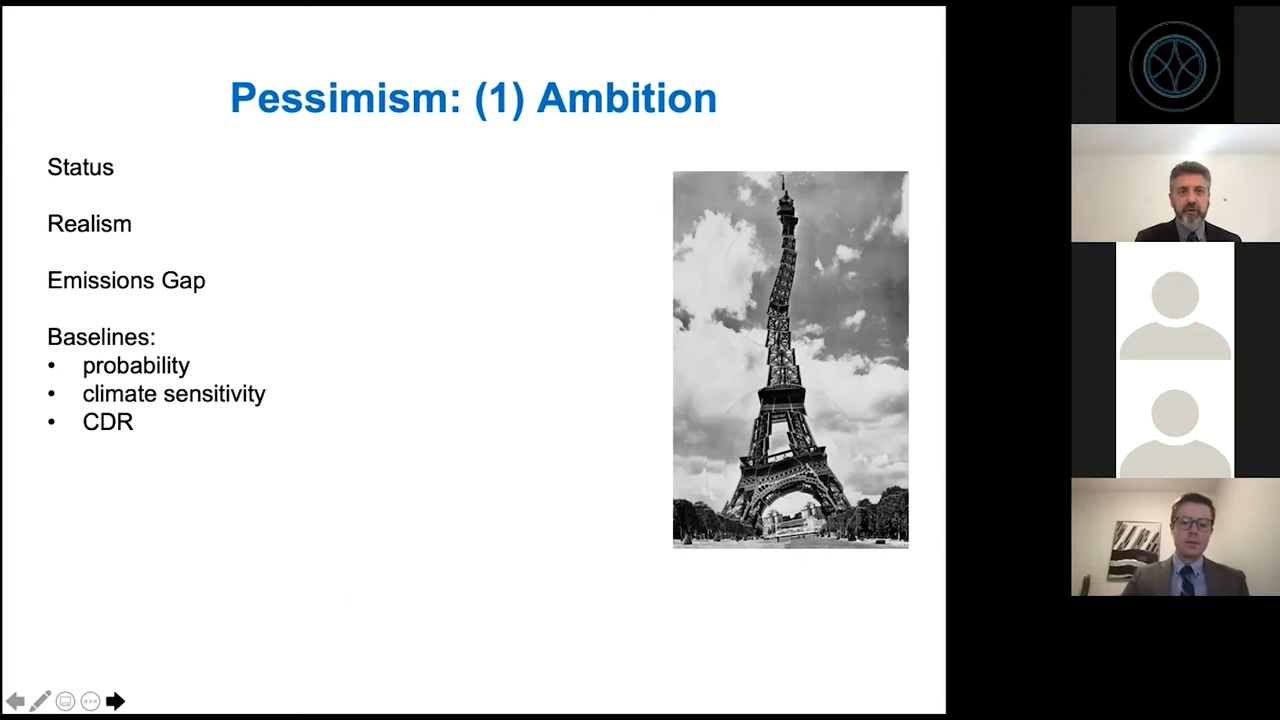 Pessimism: (1) Ambition
Status
Realism
Emissions Gap
Baselines:
• probability
• climate sensitivity
• CDR